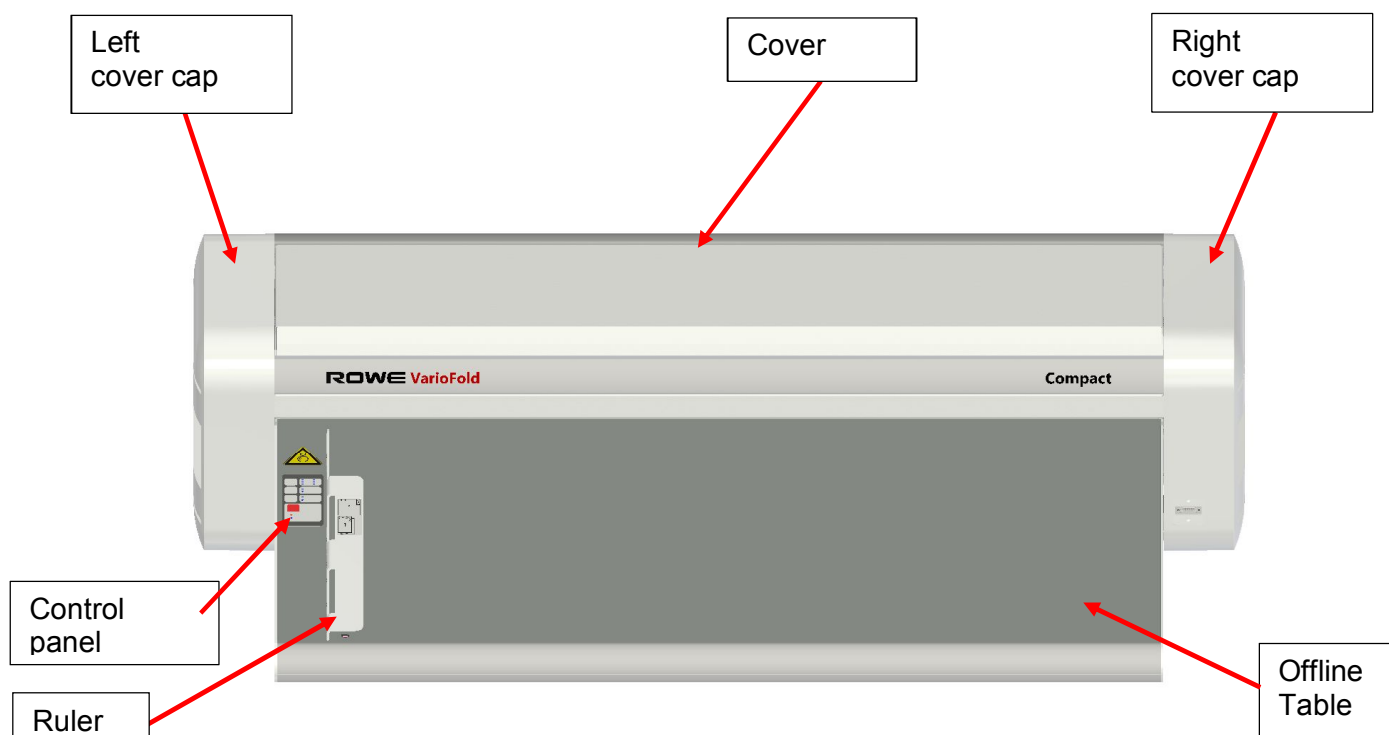 Left
cover cap
Cover
Right
cover cap
ROWE VarioFold
Compact
Control
panel
Ruler
Offline
Table